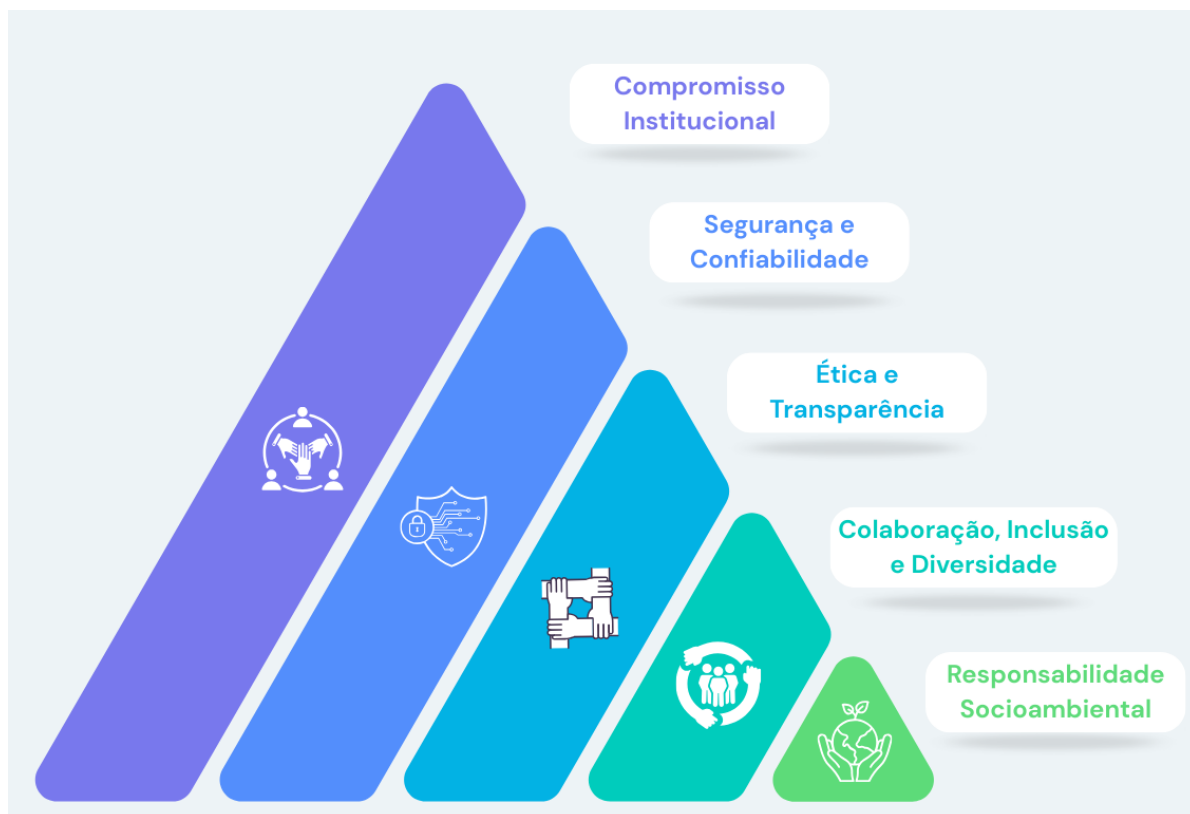 Compromisso
Institucional
Segurança e
Confiabilidade
Ética e
Transparência
Colaboração, Inclusão
e Diversidade
Responsabilidade
Socioambiental